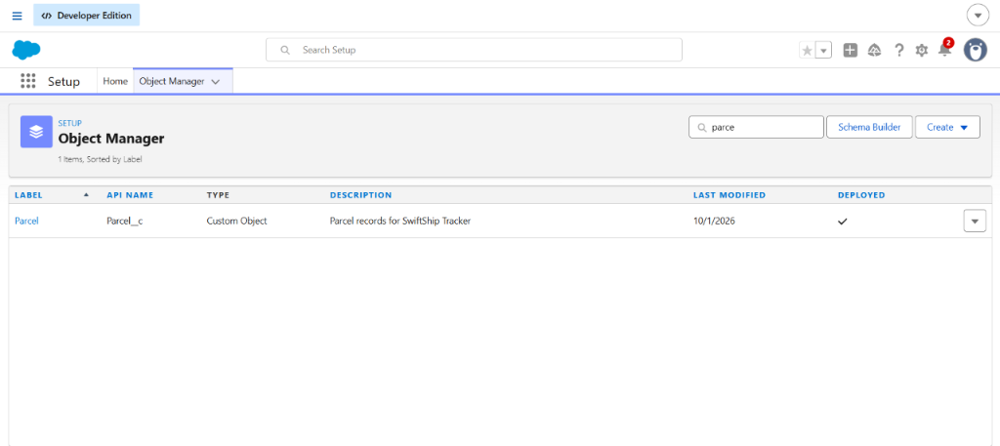 </> Developer Edition
Search Setup
2
Setup
Home
Object Manager
SETUP
Object Manager
1 Items, Sorted by Label
parce
Schema Builder
Create
LABEL API NAME TYPE DESCRIPTION LAST MODIFIED DEPLOYED
Parcel Parcel__c Custom Object Parcel records for SwiftShip Tracker 10/1/2026